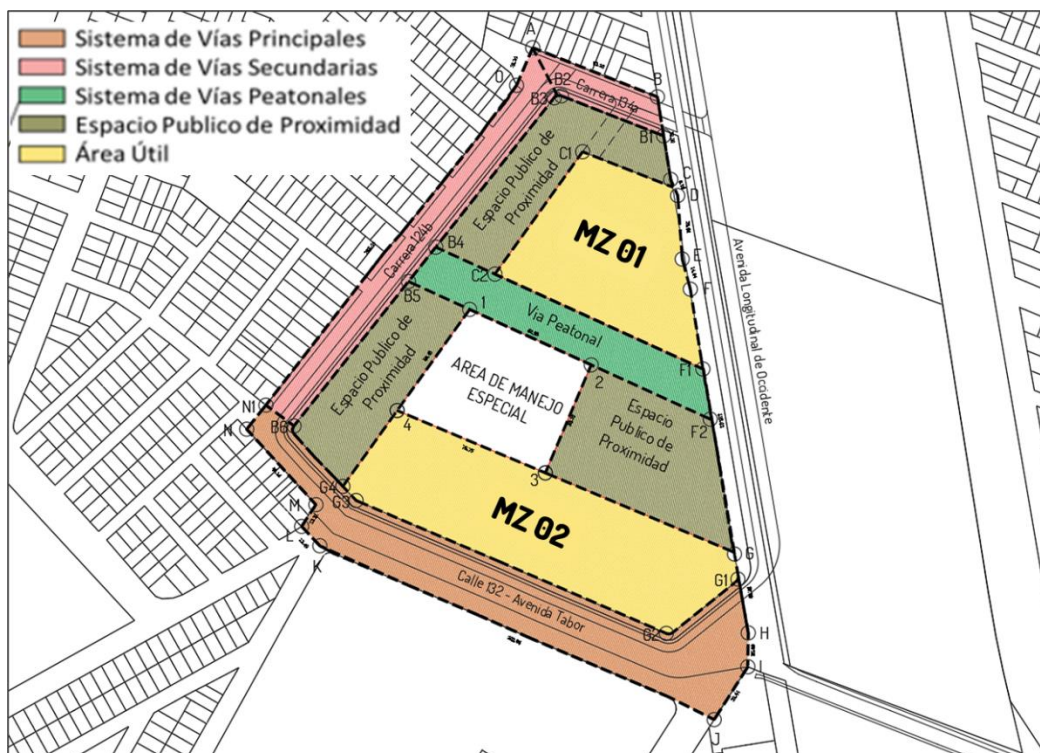 Sistema de Vías Principales
Sistema de Vías Secundarias
Sistema de Vías Peatonales
Espacio Publico de Proximidad
Área Útil
A
O
B2
B3
Carrera 134a
B
B1
C1
C
D
Espacio Publico de
Proximidad
MZ 01
E
F
Avenida Longitudinal de Occidente
Carrera 124b
B4
C2
B5
1
Via Peatonal
2
F1
F2
Espacio Publico de
Proximidad
AREA DE MANEJO
ESPECIAL
Espacio
Publico de
Proximidad
N1
N
B6
4
3
G4
G3
M
L
K
MZ 02
G
G1
Calle 132 - Avenida Tabor
G2
H
I
J